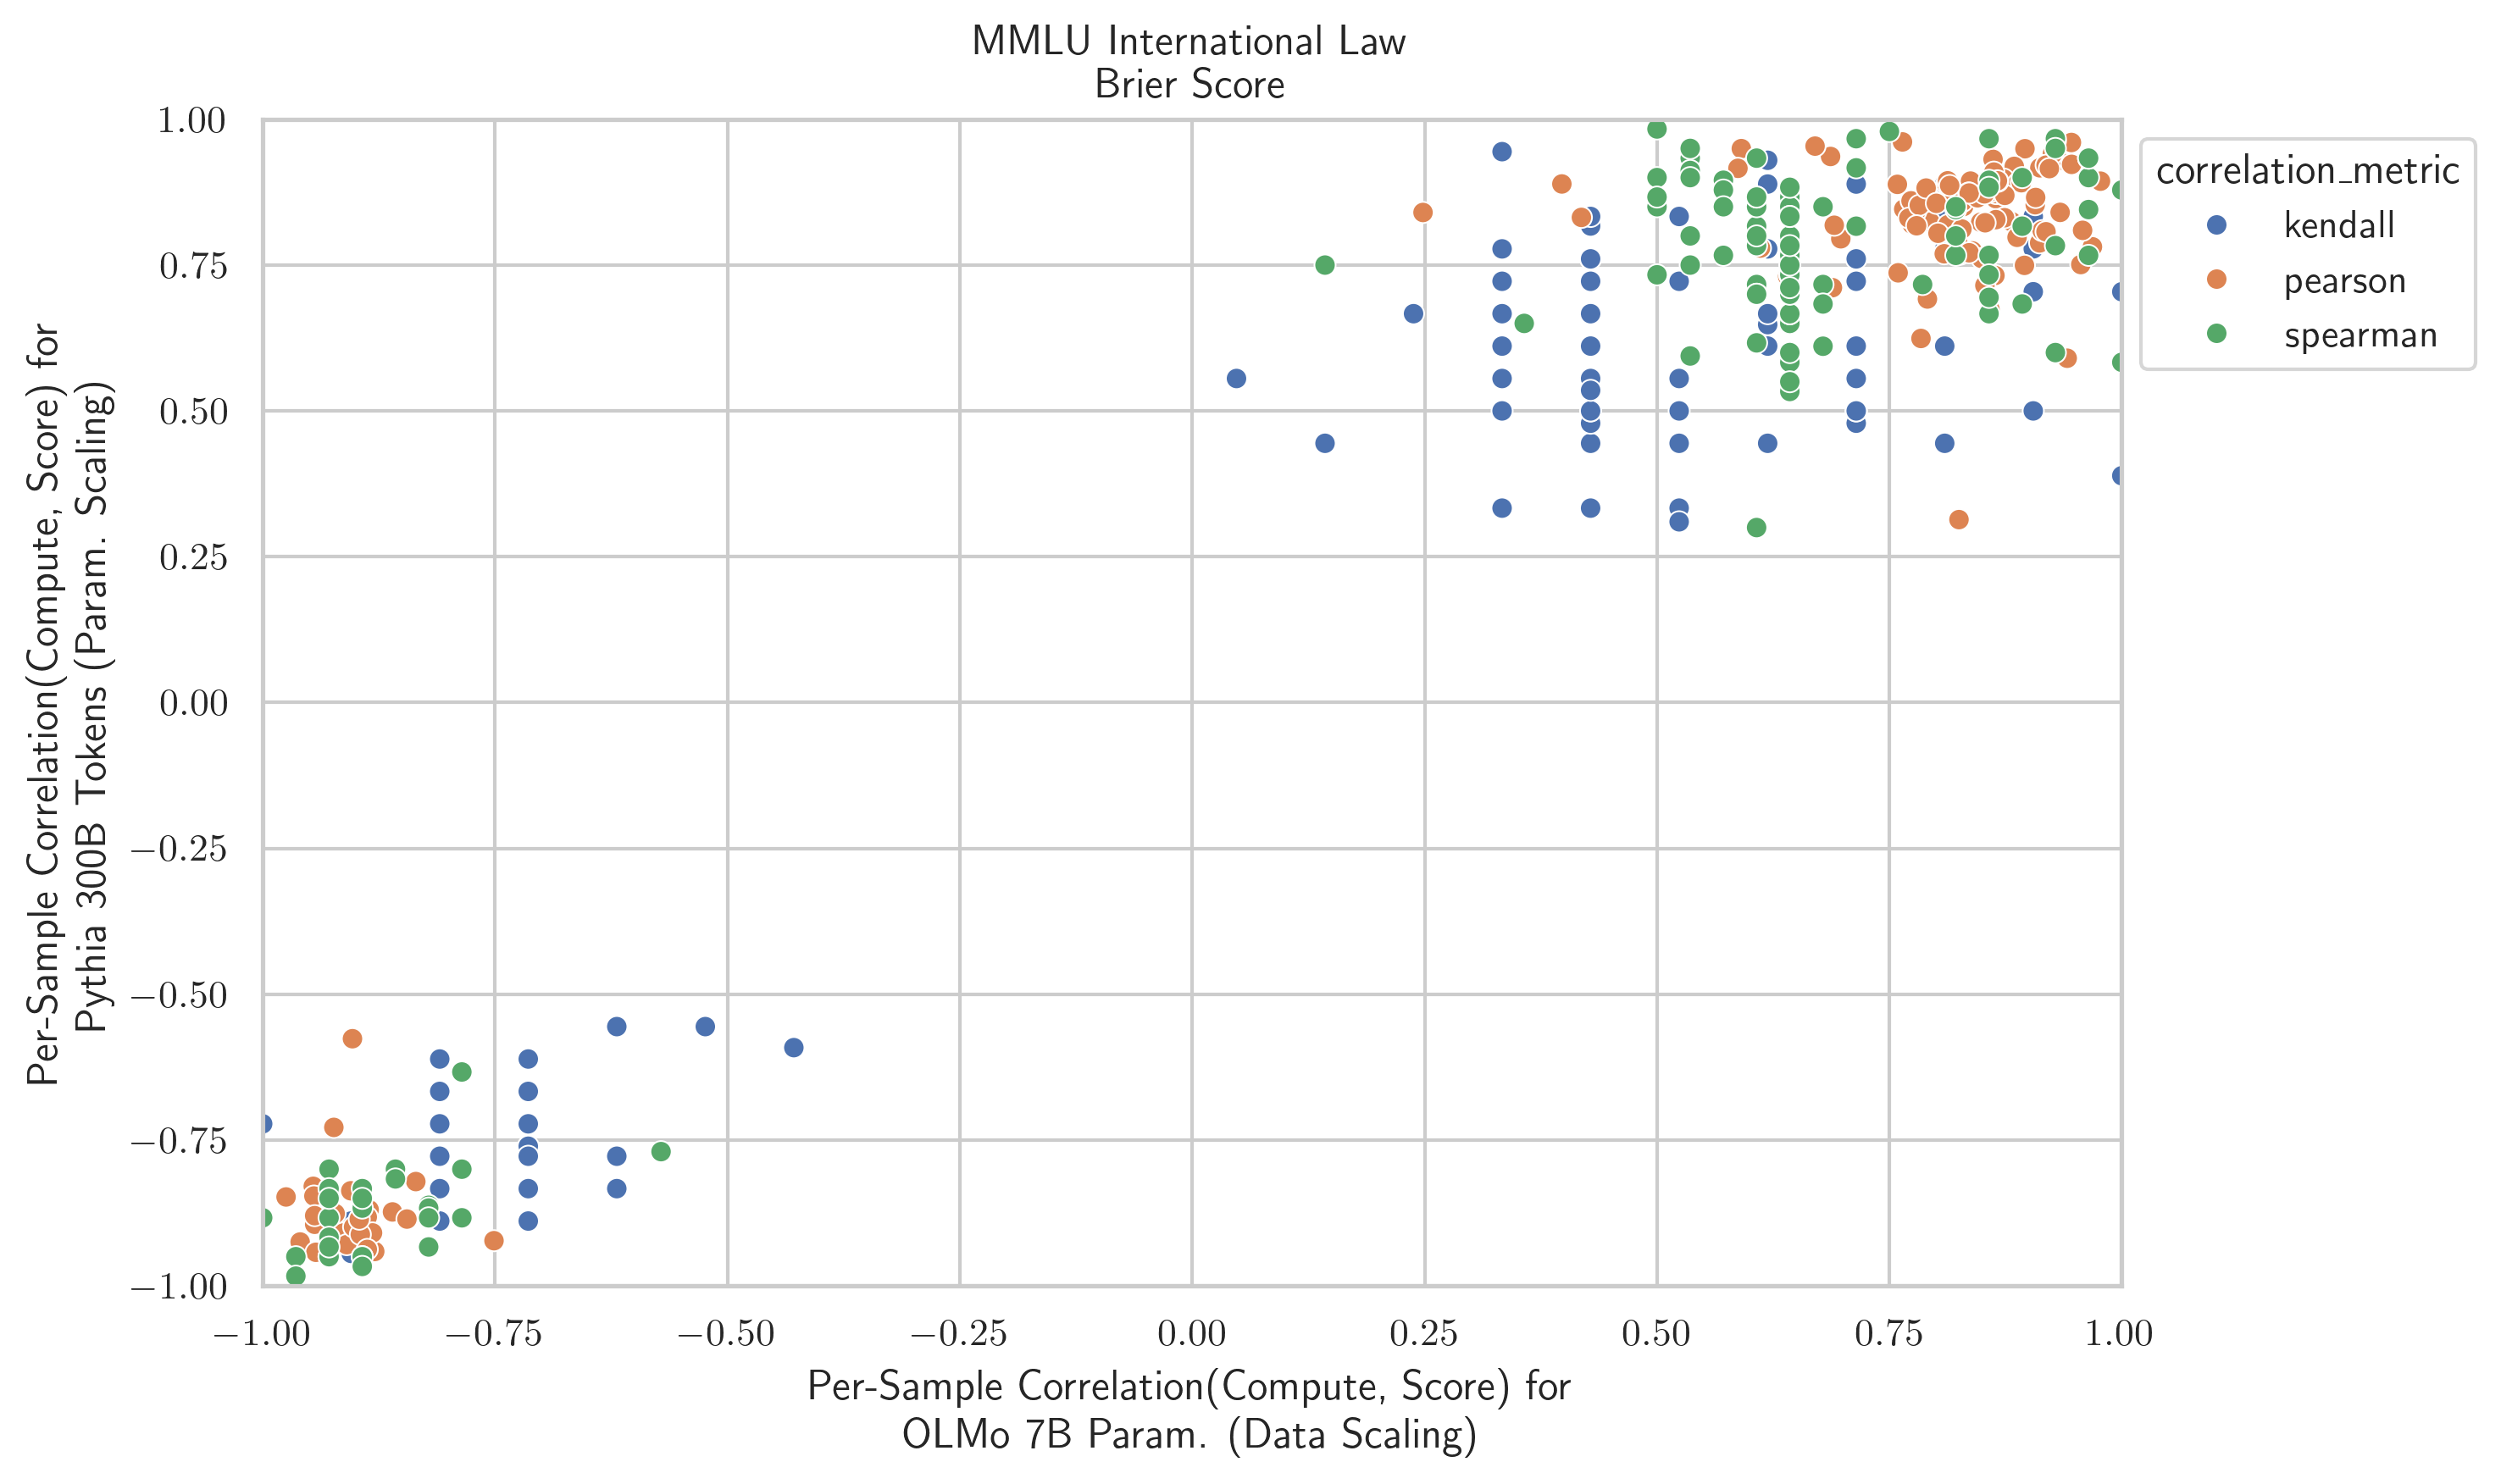 MMLU International Law
Brier Score
Per-Sample Correlation(Compute, Score) for
Pythia 300B Tokens (Param. Scaling)
1.00
0.75
0.50
0.25
0.00
−0.25
−0.50
−0.75
−1.00
−1.00 −0.75 −0.50 −0.25 0.00 0.25 0.50 0.75 1.00
Per-Sample Correlation(Compute, Score) for
OLMo 7B Param. (Data Scaling)
correlation_metric
kendall
pearson
spearman